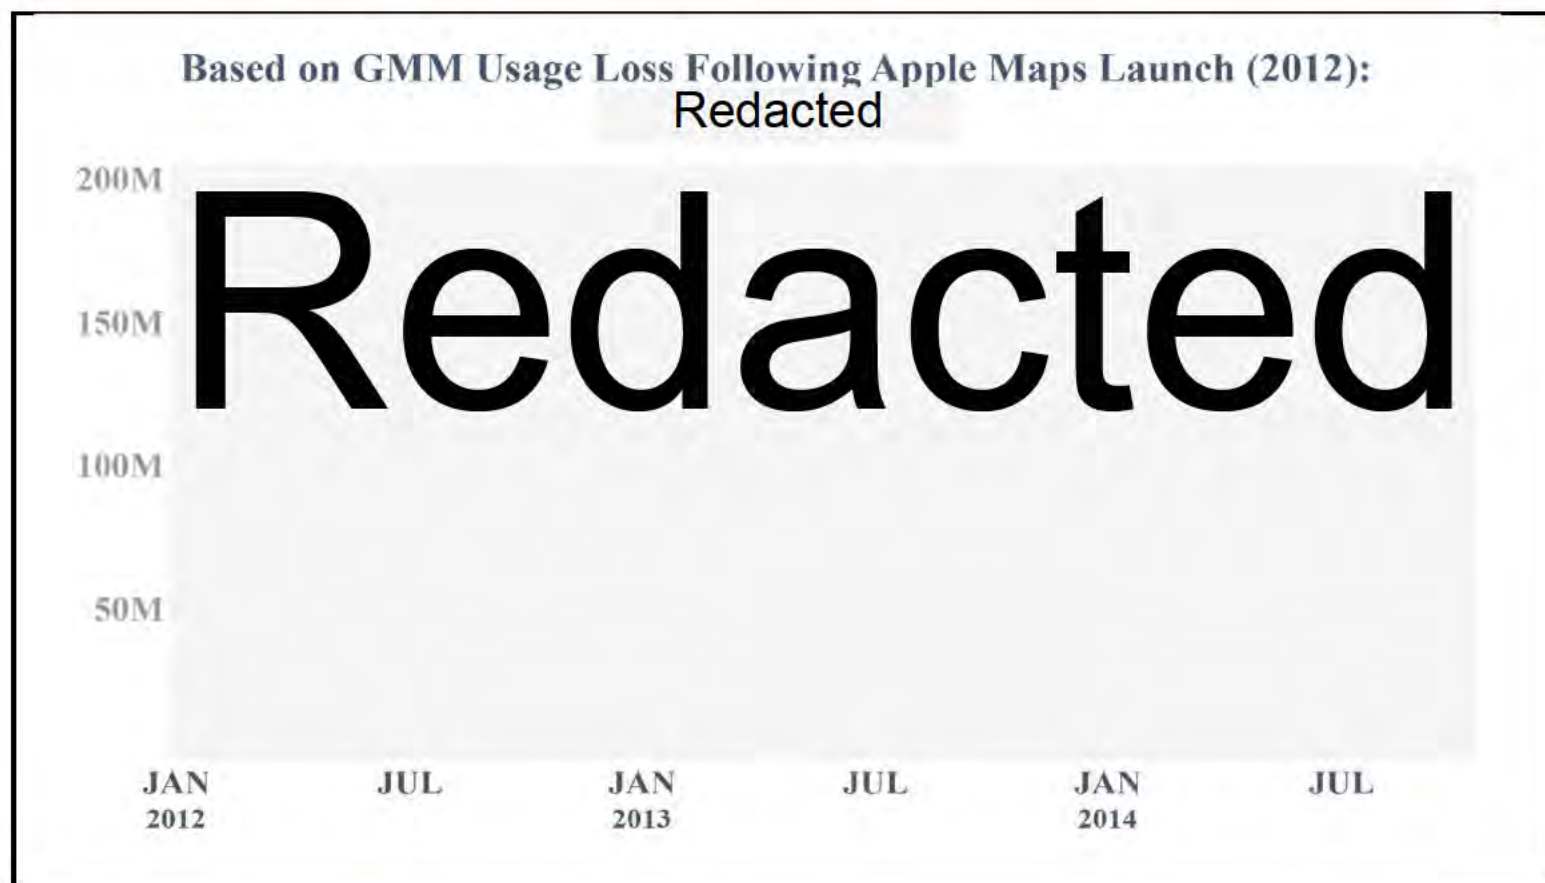 Based on GMM Usage Loss Following Apple Maps Launch (2012):
Redacted
200M
Redacted
150M
100M
50M
JAN JUL JAN JUL JAN JUL
2012 2013 2014